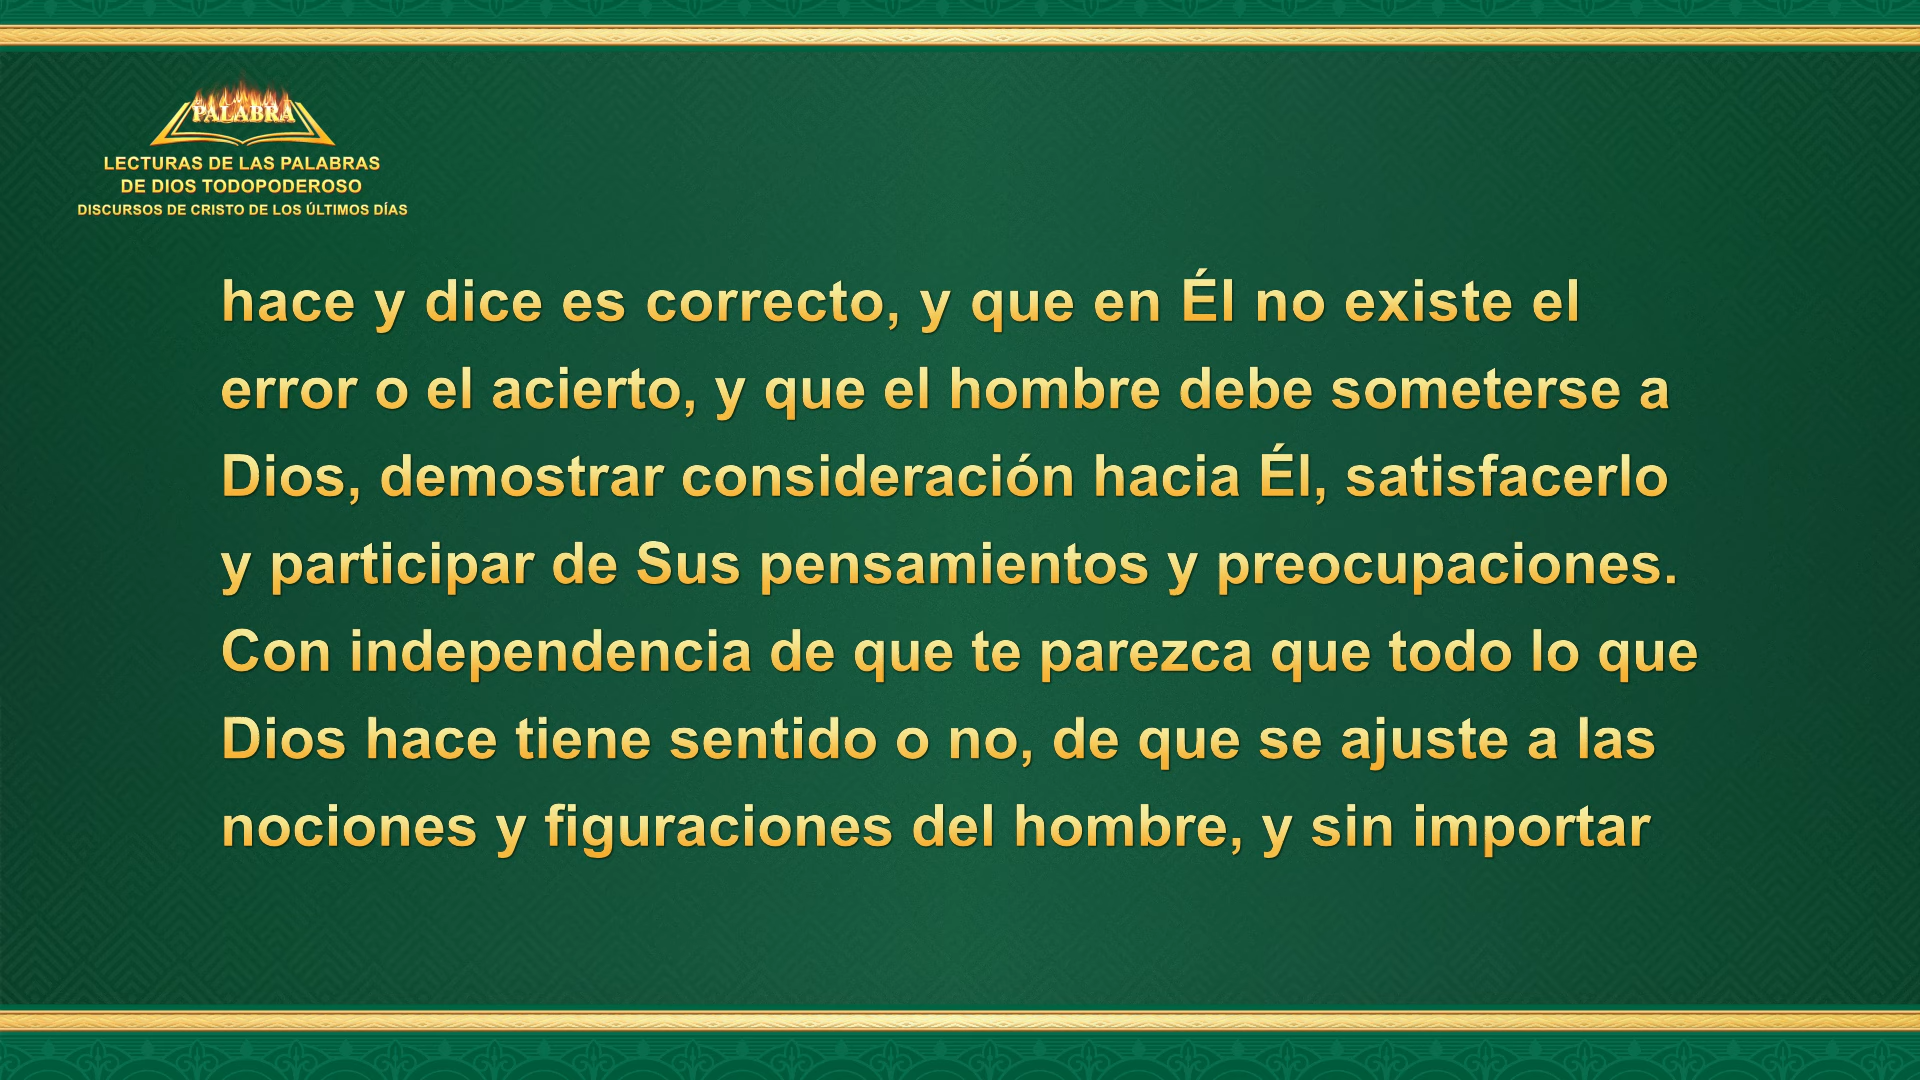 PALABRA
LECTURAS DE LAS PALABRAS
DE DIOS TODOPODEROSO
DISCURSOS DE CRISTO DE LOS ÚLTIMOS DÍAS
hace y dice es correcto, y que en Él no existe el
error o el acierto, y que el hombre debe someterse a
Dios, demostrar consideración hacia Él, satisfacerlo
y participar de Sus pensamientos y preocupaciones.
Con independencia de que te parezca que todo lo que
Dios hace tiene sentido o no, de que se ajuste a las
nociones y figuraciones del hombre, y sin importar